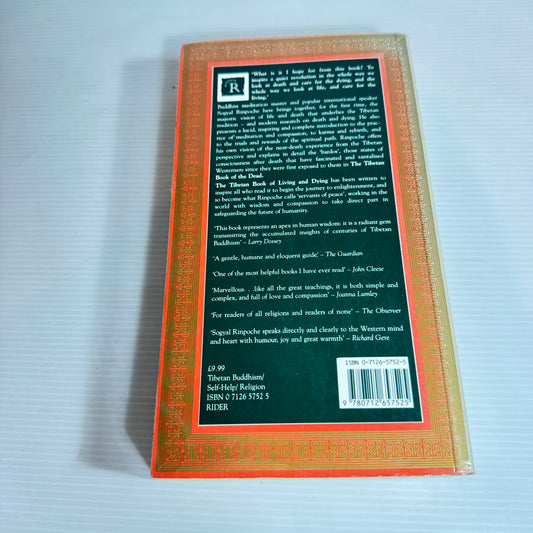 R
'What is it I hope for from this book? To
inspire a quiet revolution in the whole way we
look at death and care for the dying, and the
whole way we look at life, and care for the
living.'
Buddhist meditation master and popular international speaker
Sogyal Rinpoche here brings together, for the first time, the
majestic vision of life and death that underlies the Tibetan
tradition – and modern research on death and dying. He also
presents a lucid, inspiring and complete introduction to the prac-
tice of meditation and compassion, to karma and rebirth, and
to the trials and rewards of the spiritual path. Rinpoche offers
his own vision of the near-death experience from the Tibetan
perspective and explains in detail the 'bardos', those states of
consciousness after death that have fascinated and tantalised
Westerners since they were first exposed to them in The Tibetan
Book of the Dead.
The Tibetan Book of Living and Dying has been written to
inspire all who read it to begin the journey to enlightenment, and
so become what Rinpoche calls 'servants of peace', working in the
world with wisdom and compassion to take direct part in
safeguarding the future of humanity.
'This book represents an apex in human wisdom: it is a radiant gem
transmitting the accumulated insights of centuries of Tibetan
Buddhism' – Larry Dossey
'A gentle, humane and eloquent guide' – The Guardian
'One of the most helpful books I have ever read' – John Cleese
'Marvellous. . .like all the great teachings, it is both simple and
complex, and full of love and compassion' – Joanna Lumley
'For readers of all religions and readers of none' – The Observer
'Sogyal Rinpoche speaks directly and clearly to the Western mind
and heart with humour, joy and great warmth' – Richard Gere
£9.99
Tibetan Buddhism/
Self-Help/ Religion
ISBN 0 7126 5752 5
RIDER
ISBN 0-7126-5752-5
9 780712 657525